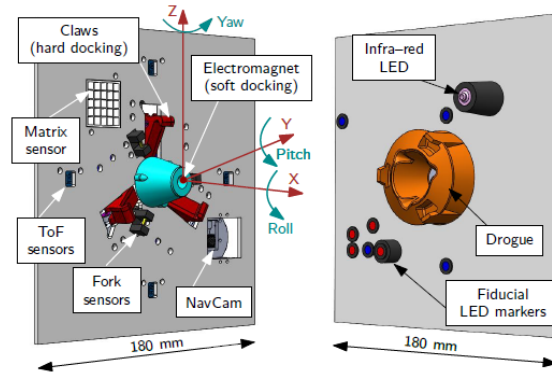 Claws
(hard docking)
Z
Yaw
Electromagnet
(soft docking)
Matrix
sensor
Y
Pitch
X
Roll
ToF
sensors
Fork
sensors
NavCam
180 mm
Infra-red
LED
Drogue
Fiducial
LED markers
180 mm